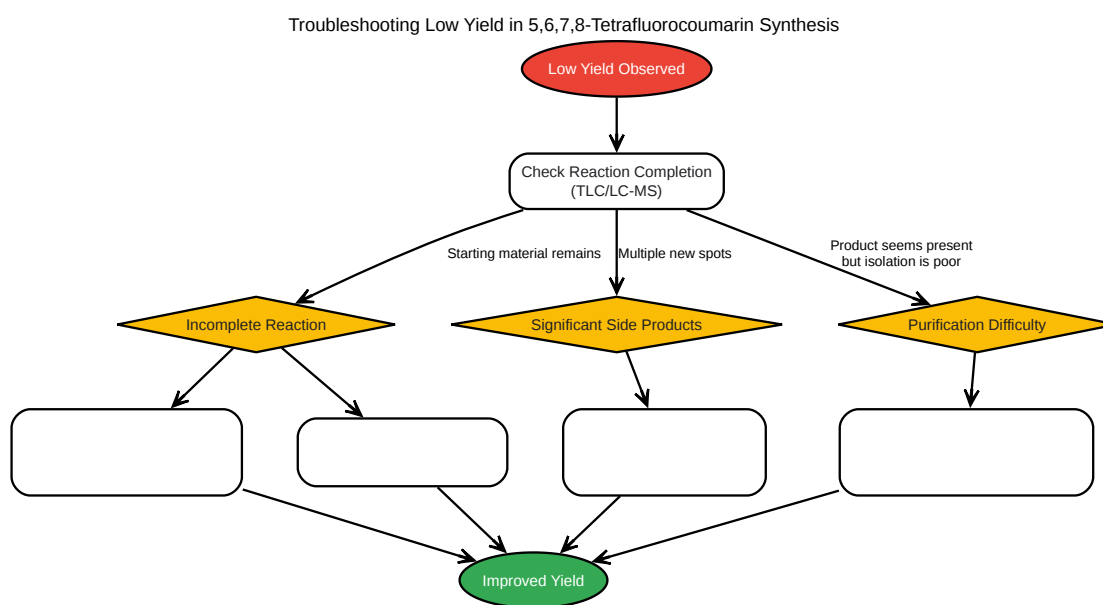 Troubleshooting Low Yield in 5,6,7,8-Tetrafluorocoumarin Synthesis
Low Yield Observed
Check Reaction Completion
(TLC/LC-MS)
Starting material remains
Multiple new spots
Product seems present
but isolation is poor
Incomplete Reaction
Significant Side Products
Purification Difficulty
Improved Yield